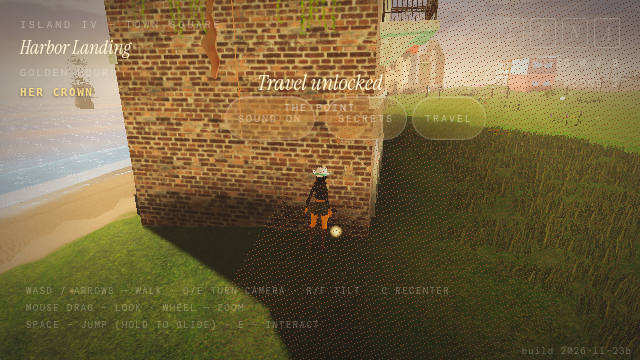 ISLAND IV — TOWN SQUARE
Harbor Landing
GOLDEN HOUR
HER CROWN
Travel unlocked
THE POINT
SOUND ON
SECRETS
TRAVEL
WASD / ARROWS — WALK · Q/E TURN CAMERA · R/F TILT · C RECENTER
MOUSE DRAG — LOOK · WHEEL — ZOOM
SPACE — JUMP (HOLD TO GLIDE) · E — INTERACT
build 2026-11-23b